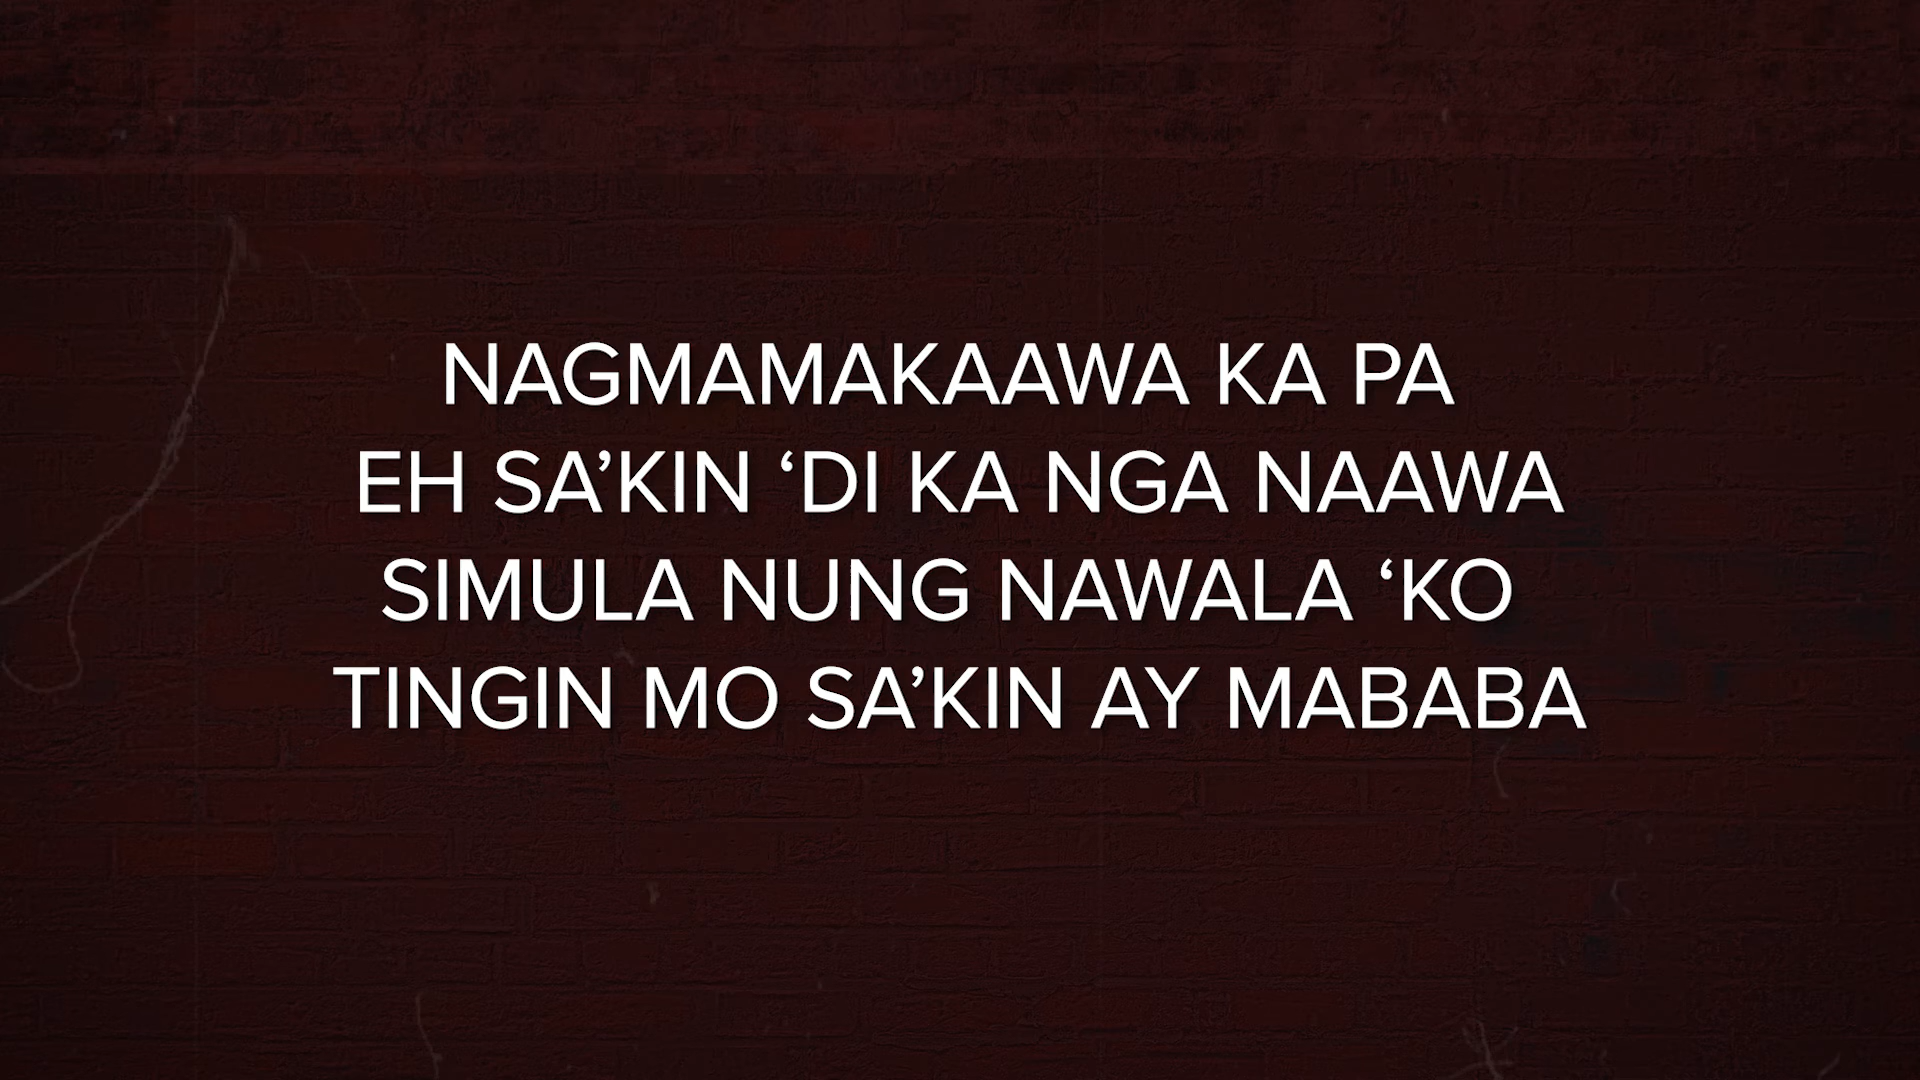 NAGMAMAKAAWA KA PA
EH SA’KIN ‘DI KA NGA NAAWA
SIMULA NUNG NAWALA ‘KO
TINGIN MO SA’KIN AY MABABA